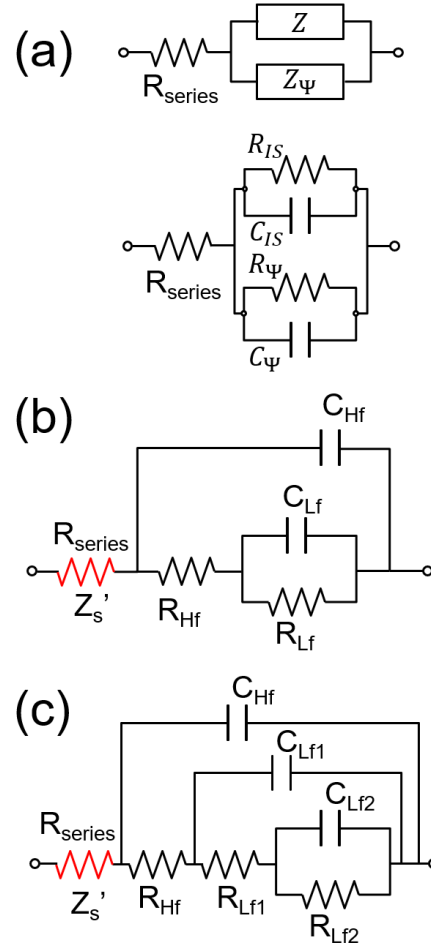 (a)
Z
Z_Ψ
R_series
R_IS
C_IS
R_series
R_Ψ
C_Ψ
(b)
C_Hf
C_Lf
R_series
Z_s'
R_Hf
R_Lf
(c)
C_Hf
C_Lf1
R_series
C_Lf2
Z_s'
R_Hf
R_Lf1
R_Lf2